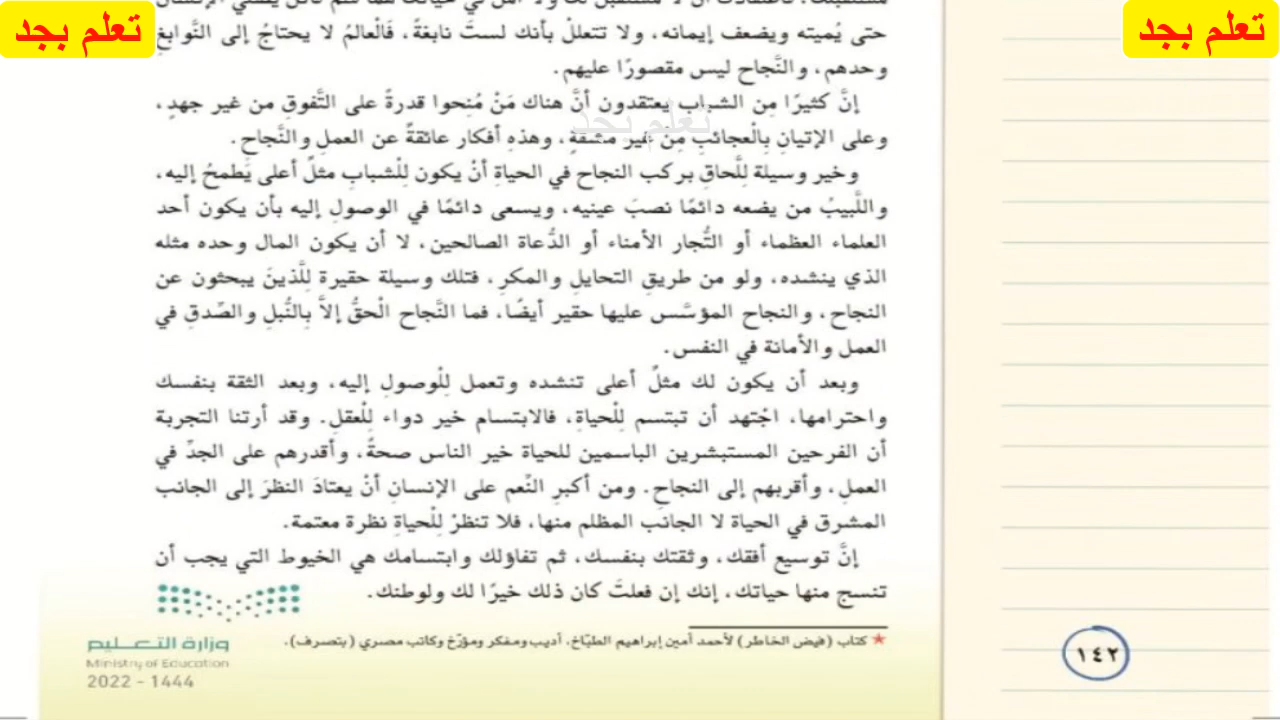 تعلم بجد
تعلم بجد
حتى يُميته ويضعف إيمانه، ولا تتعللْ بأنك لستَ نابغةً، فَالْعالمُ لا يحتاجُ إلى النَّوابغِ
وحدهم، والنَّجاح ليس مقصورًا عليهم.
إنَّ كثيرًا مِن الشباب يعتقدون أنَّ هناك مَنْ مُنِحوا قدرةً على التَّفوقِ من غير جهدٍ،
وعلى الإتيانِ بِالْعجائبِ مِن غير مشقةٍ، وهذهِ أفكار عائقةً عن العملِ والنَّجاحِ.
تعلم بجد
وخير وسيلة لِلَّحاقِ بركب النجاح في الحياةِ أنْ يكون لِلْشبابِ مثلٌ أعلى يَطمحُ إليه،
واللَّبيبُ من يضعه دائمًا نصبَ عينيه، ويسعى دائمًا في الوصولِ إليه بأن يكون أحد
العلماء العظماء أو التُّجار الأمناء أو الدُّعاة الصالحين، لا أن يكون المال وحده مثله
الذي ينشده، ولو من طريقِ التحايلِ والمكرِ، فتلك وسيلة حقيرة لِلَّذينَ يبحثون عن
النجاح، والنجاح المؤسَّس عليها حقير أيضًا، فما النَّجاح الْحقُّ إلاَّ بِالنُّبلِ والصِّدقِ في
العمل والأمانة في النفس.
وبعد أن يكون لك مثلٌ أعلى تنشده وتعمل لِلْوصولِ إليه، وبعد الثقة بنفسك
واحترامها، اجْتهد أن تبتسم لِلْحياةِ، فالابتسام خير دواء لِلْعقلِ. وقد أرتنا التجربة
أن الفرحين المستبشرين الباسمين للحياة خير الناس صحةً، وأقدرهم على الجدِّ في
العملِ، وأقربهم إلى النجاحِ. ومن أكبرِ النِّعم على الإنسانِ أنْ يعتادَ النظرَ إلى الجانب
المشرق في الحياة لا الجانب المظلم منها، فلا تنظرْ لِلْحياةِ نظرة معتمة.
إنَّ توسيع أفقك، وثقتك بنفسك، ثم تفاؤلك وابتسامك هي الخيوط التي يجب أن
تنسج منها حياتك، إنك إن فعلتَ كان ذلك خيرًا لك ولوطنك.
★ كتاب (فيض الخاطر) لأحمد أمين إبراهيم الطبّاخ، أديب ومفكر ومؤرّخ وكاتب مصري (بتصرف).
وزارة التعليم
Ministry of Education
2022 - 1444
١٤٢